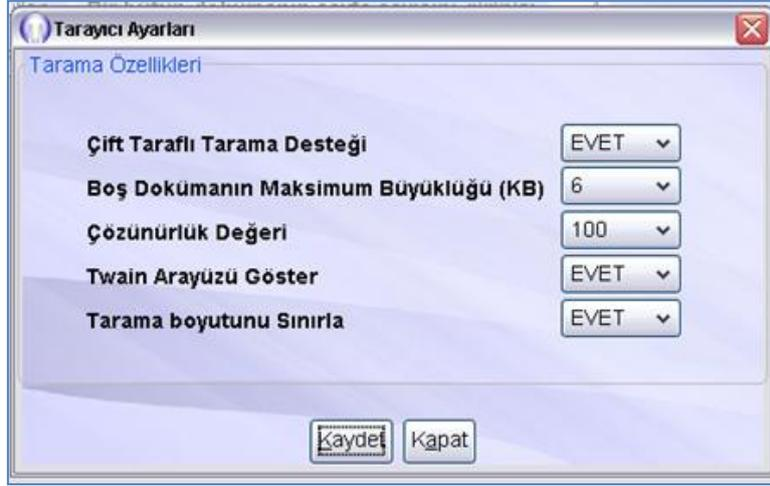 Tarayıcı Ayarları
Tarama Özellikleri
Çift Taraflı Tarama Desteği EVET
Boş Dokümanın Maksimum Büyüklüğü (KB) 6
Çözünürlük Değeri 100
Twain Arayüzü Göster EVET
Tarama boyutunu Sınırla EVET
Kaydet Kapat